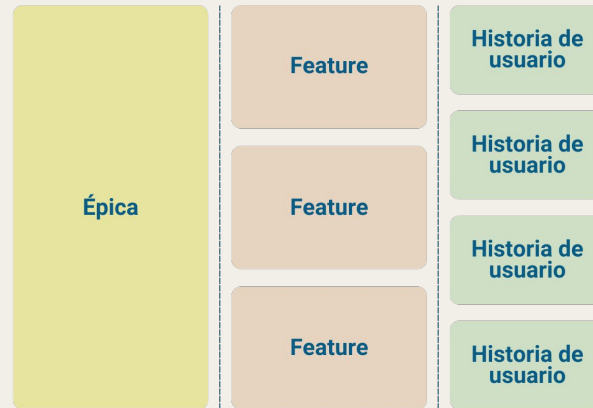 Épica
Feature
Feature
Feature
Historia de
usuario
Historia de
usuario
Historia de
usuario
Historia de
usuario